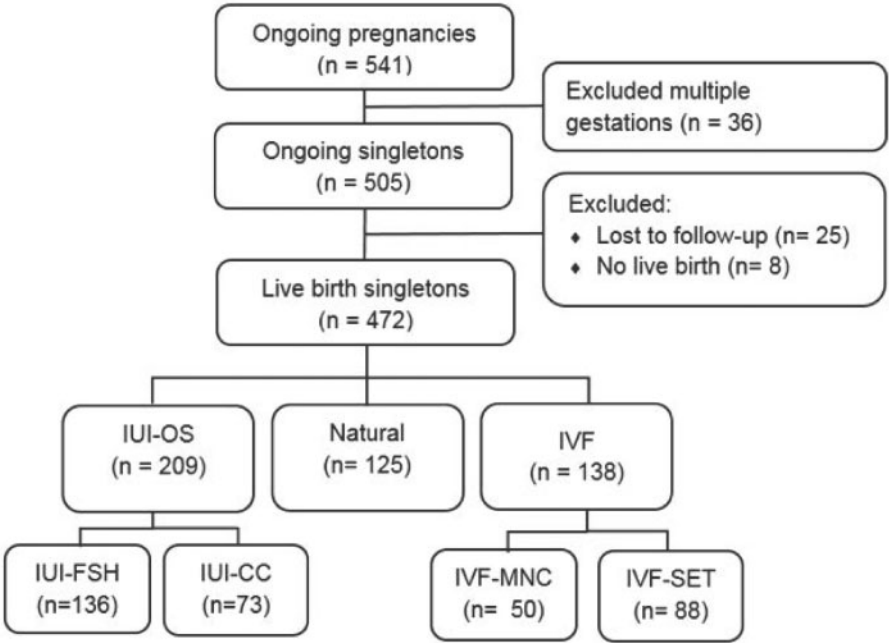 Ongoing pregnancies
(n = 541)
Excluded multiple
gestations (n = 36)
Ongoing singletons
(n = 505)
Excluded:
♦ Lost to follow-up (n= 25)
♦ No live birth (n= 8)
Live birth singletons
(n = 472)
IUI-OS
(n = 209)
Natural
(n= 125)
IVF
(n = 138)
IUI-FSH
(n=136)
IUI-CC
(n=73)
IVF-MNC
(n= 50)
IVF-SET
(n= 88)